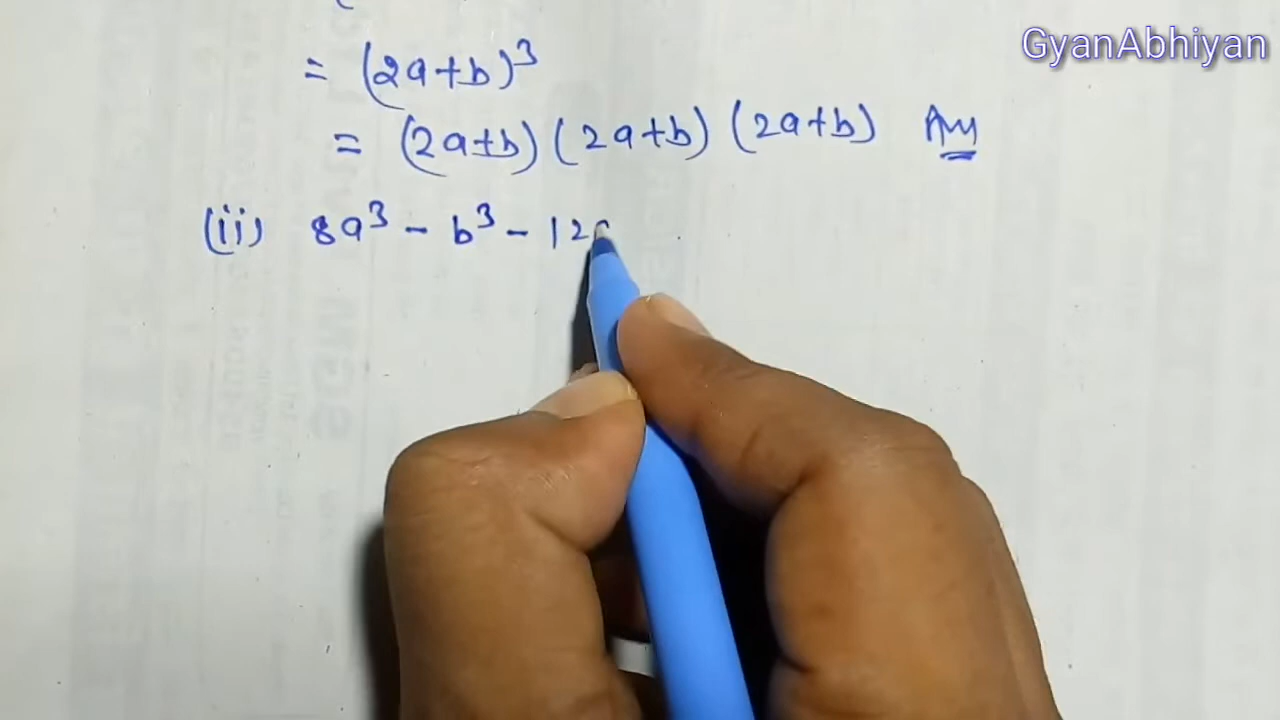 GyanAbhiyan
= (2a+b)³
= (2a+b) (2a+b) (2a+b) Ans
(ii) 8a³ - b³ - 12